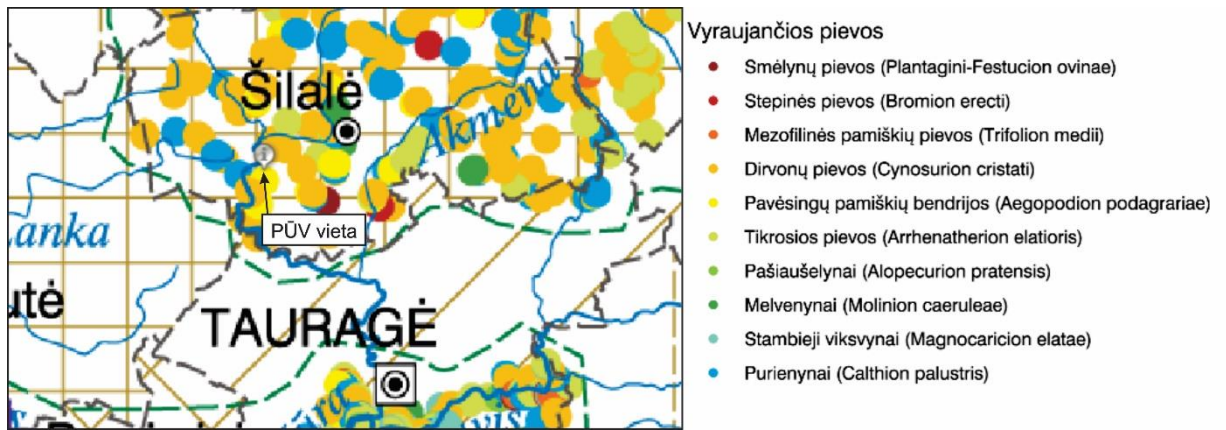 Šilalė
Akmena
PŪV vieta
Lanka
utė
TAURAGĖ
Vyraujančios pievos
Smėlynų pievos (Plantagini-Festucion ovinae)
Stepinės pievos (Bromion erecti)
Mezofilinės pamiškių pievos (Trifolion medii)
Dirvonų pievos (Cynosurion cristati)
Pavėsingų pamiškių bendrijos (Aegopodion podagrariae)
Tikrosios pievos (Arrhenatherion elatioris)
Pašiaušelynai (Alopecurion pratensis)
Melvenynai (Molinion caeruleae)
Stambieji viksvynai (Magnocaricion elatae)
Purienynai (Calthion palustris)